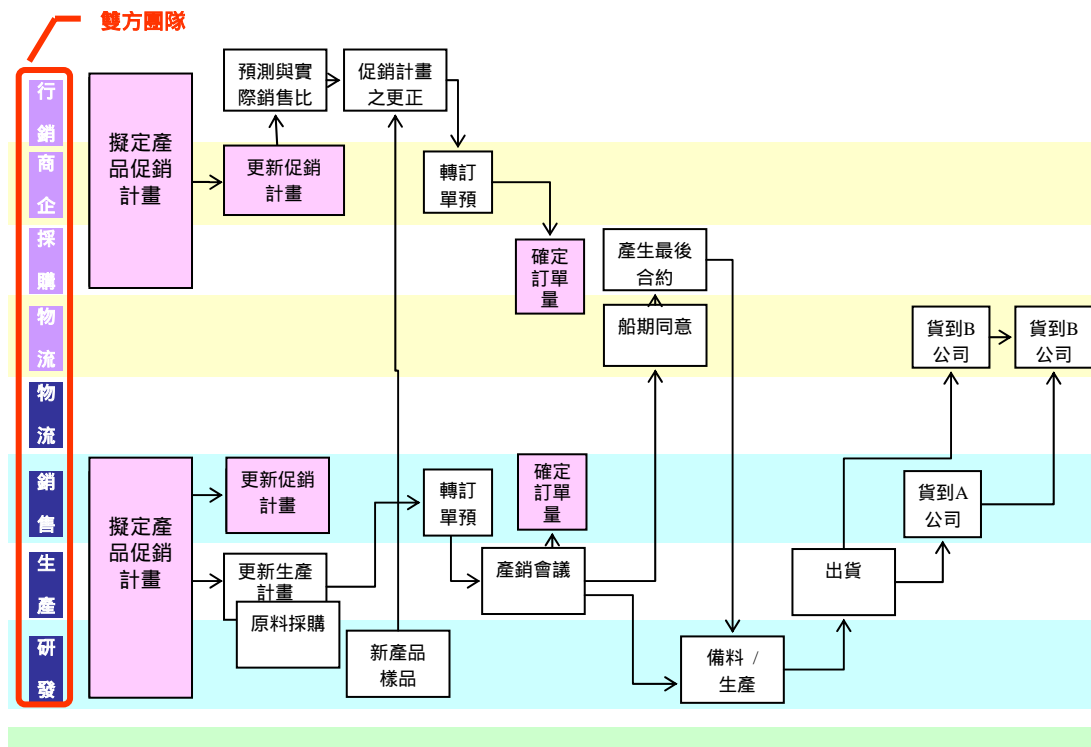 雙方團隊
行
銷
商
企
採
購
物
流
物
流
銷
售
生
產
研
發
擬定產
品促銷
計畫
預測與實
際銷售比
促銷計畫
之更正
更新促銷
計畫
轉訂
單預
確定
訂單
量
產生最後
合約
船期同意
貨到B
公司
貨到B
公司
擬定產
品促銷
計畫
更新促銷
計畫
更新生產
計畫
原料採購
新產品
樣品
轉訂
單預
確定
訂單
量
產銷會議
備料 /
生產
出貨
貨到A
公司